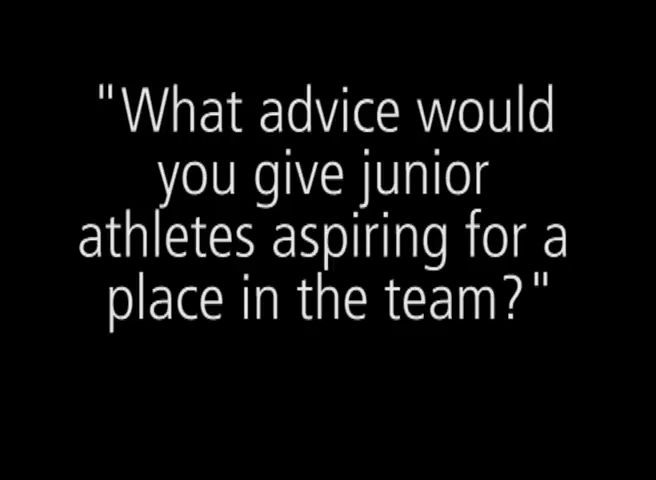 "What advice would
you give junior
athletes aspiring for a
place in the team?"